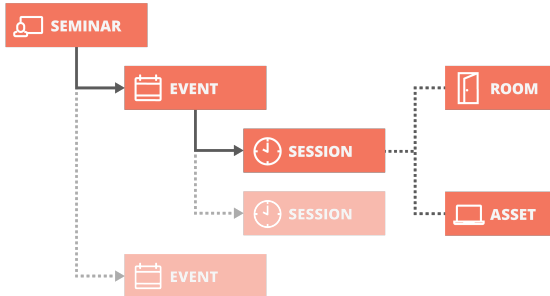 SEMINAR
EVENT
ROOM
SESSION
SESSION
ASSET
EVENT